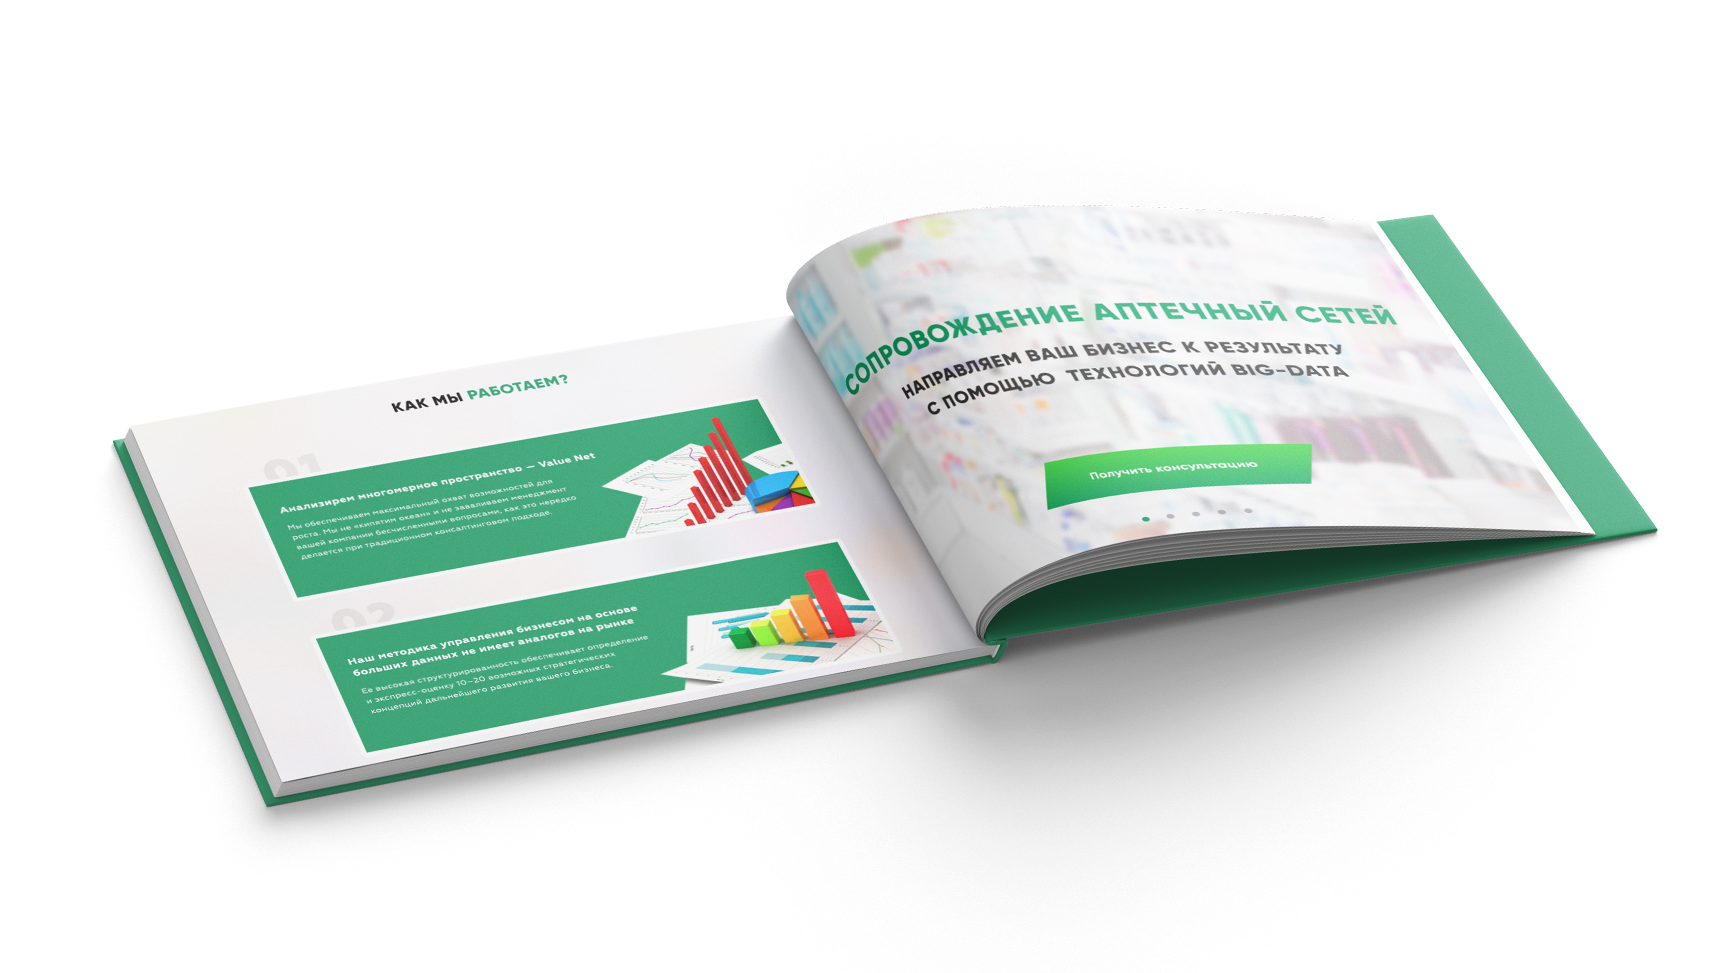 КАК МЫ РАБОТАЕМ?
01
Анализирем многомерное пространство — Value Net
Мы обеспечиваем максимальный охват возможностей для
роста. Мы не «кипятим океан» и не заваливаем менеджмент
вашей компании бесчисленными вопросами, как это нередко
делается при традиционном консалтинговом подходе.
02
Наш методика управления бизнесом на основе
больших данных не имеет аналогов на рынке
Ее высокая структурированность обеспечивает определение
и экспресс-оценку 10–20 возможных стратегических
концепций дальнейшего развития вашего бизнеса.
СОПРОВОЖДЕНИЕ АПТЕЧНЫЙ СЕТЕЙ
НАПРАВЛЯЕМ ВАШ БИЗНЕС К РЕЗУЛЬТАТУ
С ПОМОЩЬЮ ТЕХНОЛОГИЙ BIG-DATA
Получить консультацию